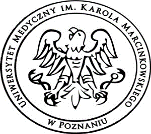 UNIWERSYTET MEDYCZNY IM. KAROLA MARCINKOWSKIEGO
W POZNANIU